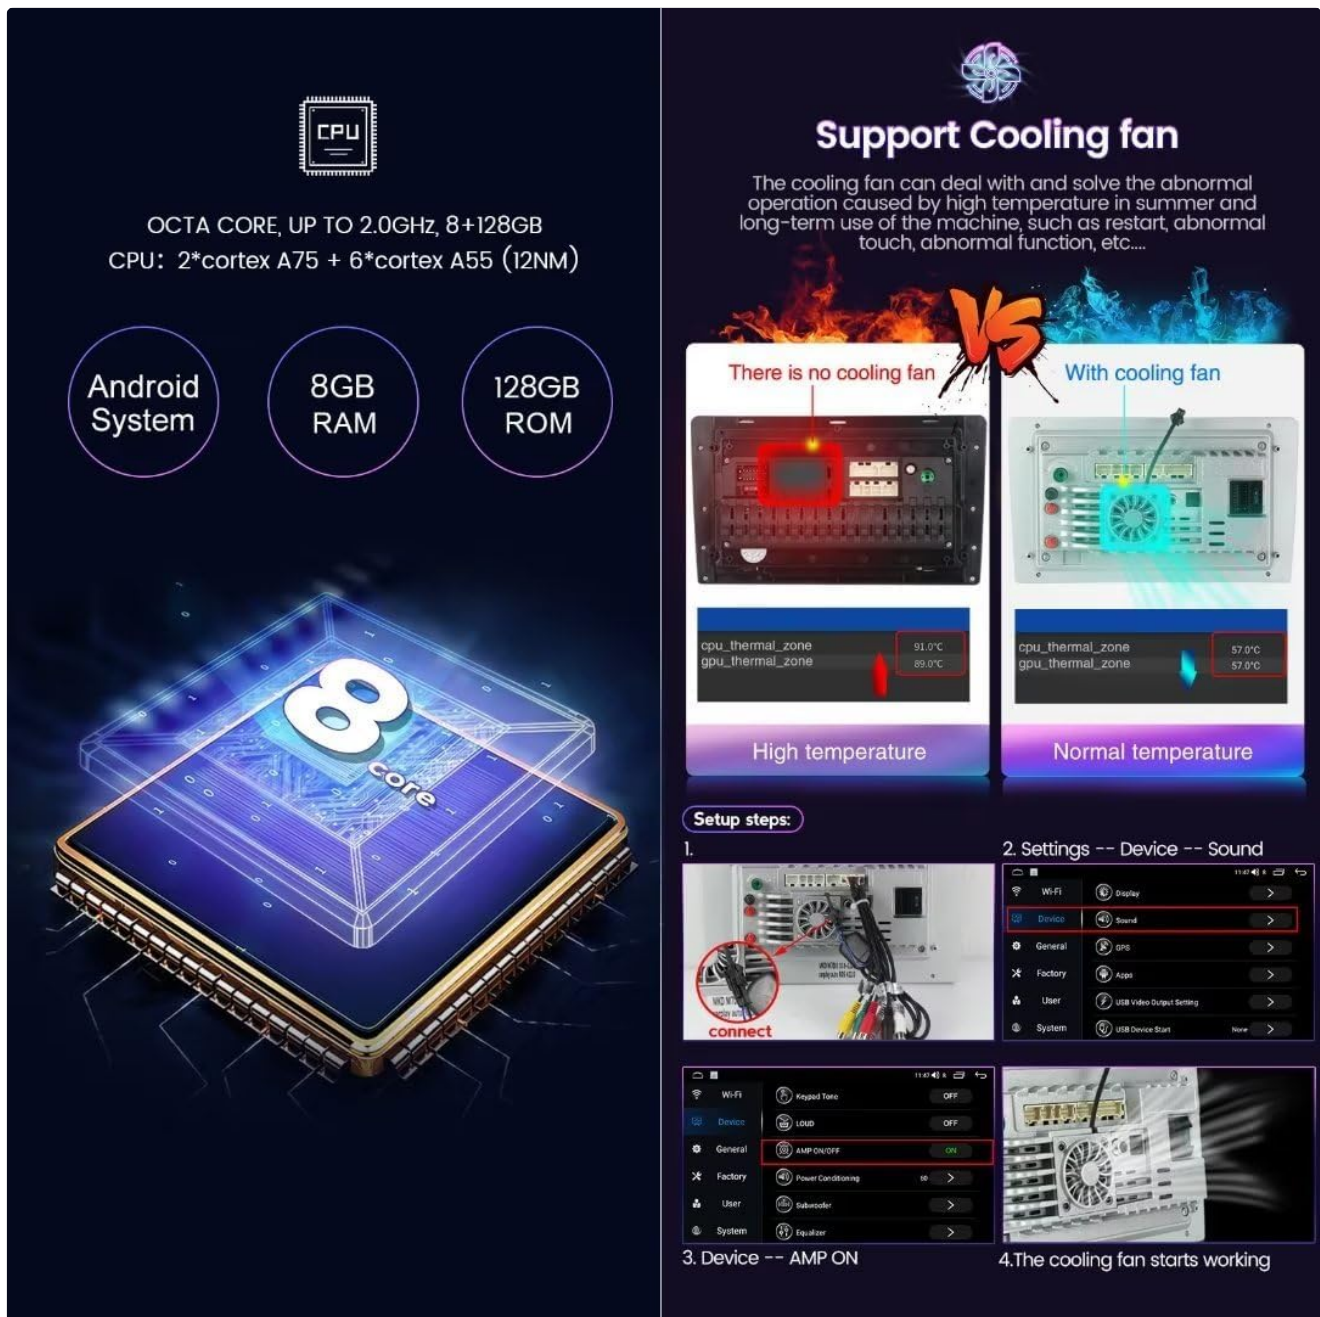 CPU
OCTA CORE, UP TO 2.0GHz, 8+128GB
CPU: 2*cortex A75 + 6*cortex A55 (12NM)
Android
System
8GB
RAM
128GB
ROM
8
core
Support Cooling fan
The cooling fan can deal with and solve the abnormal
operation caused by high temperature in summer and
long-term use of the machine, such as restart, abnormal
touch, abnormal function, etc....
VS
There is no cooling fan
With cooling fan
cpu_thermal_zone 91.0°C
gpu_thermal_zone 89.0°C
cpu_thermal_zone 57.0°C
gpu_thermal_zone 57.0°C
High temperature
Normal temperature
Setup steps:
1.
connect
2. Settings -- Device -- Sound
11:47
Wi-Fi
Display
Device
Sound
General
GPS
Factory
Apps
User
USB Video Output Setting
System
USB Device Start None
11:47
Wi-Fi
Keypad Tone OFF
Device
LOUD OFF
General
AMP ON/OFF ON
Factory
Power Conditioning
User
Subwoofer
System
Equalizer
3. Device -- AMP ON
4.The cooling fan starts working